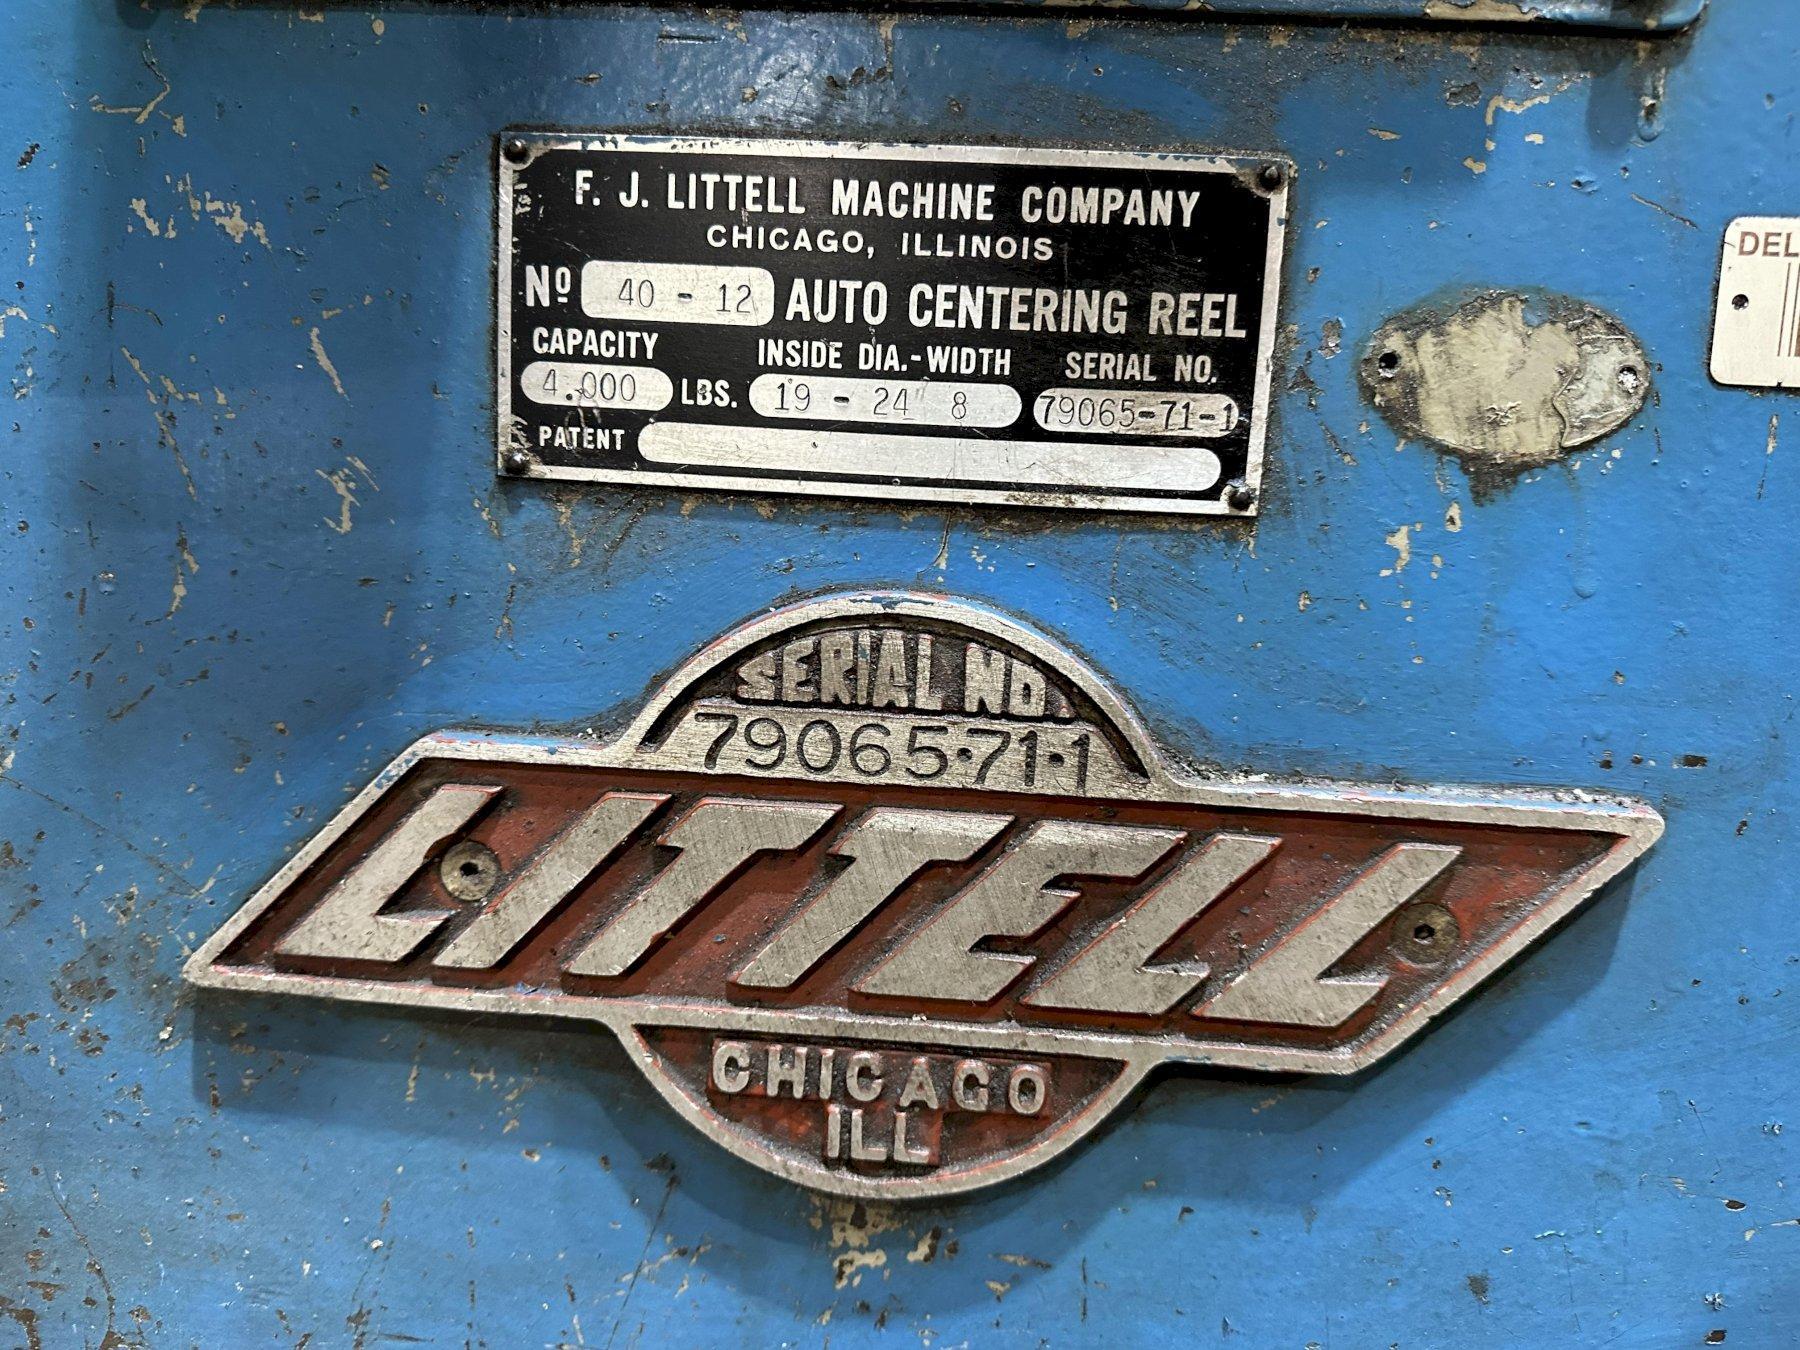 F. J. LITTELL MACHINE COMPANY
CHICAGO, ILLINOIS
Nº 40 - 12 AUTO CENTERING REEL
CAPACITY INSIDE DIA.-WIDTH SERIAL NO.
4.000 LBS. 19 - 24" 8 79065-71-1
PATENT
DEL
SERIAL NO.
79065·71·1
LITTELL
CHICAGO
ILL